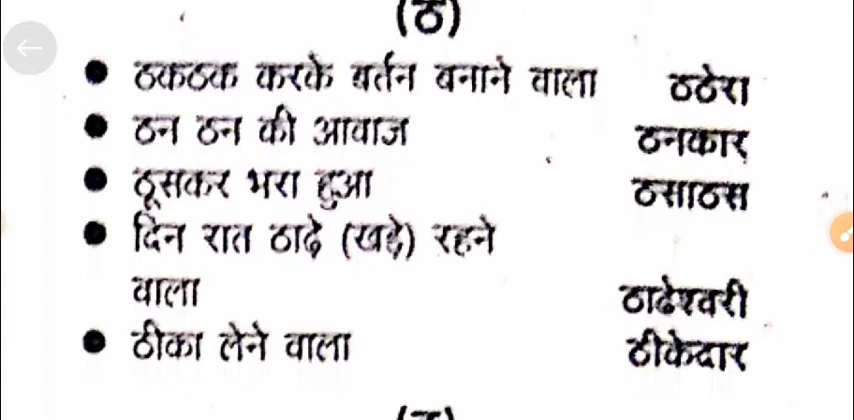 (ठ)
● ठकठक करके बर्तन बनाने वाला ठठेरा
● ठन ठन की आवाज ठनकार
● ठूसकर भरा हुआ ठसाठस
● दिन रात ठाढ़े (खड़े) रहने
वाला ठाढेश्वरी
● ठीका लेने वाला ठीकेदार